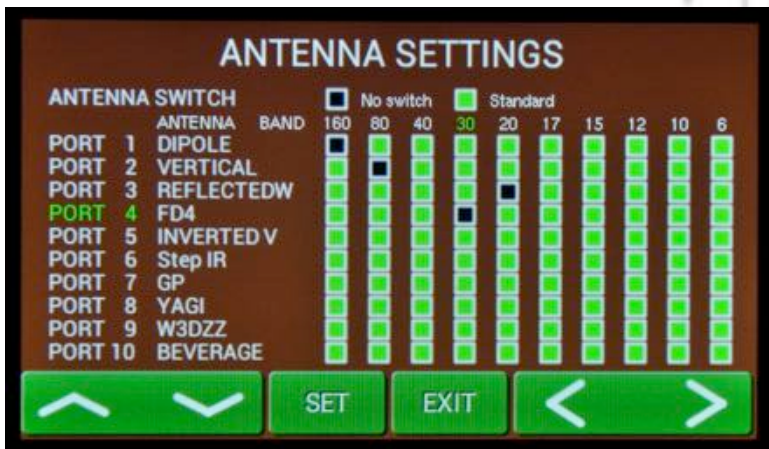 ANTENNA SETTINGS
ANTENNA SWITCH No switch Standard
ANTENNA BAND 160 80 40 30 20 17 15 12 10 6
PORT 1 DIPOLE
PORT 2 VERTICAL
PORT 3 REFLECTEDW
PORT 4 FD4
PORT 5 INVERTED V
PORT 6 Step IR
PORT 7 GP
PORT 8 YAGI
PORT 9 W3DZZ
PORT 10 BEVERAGE
SET EXIT